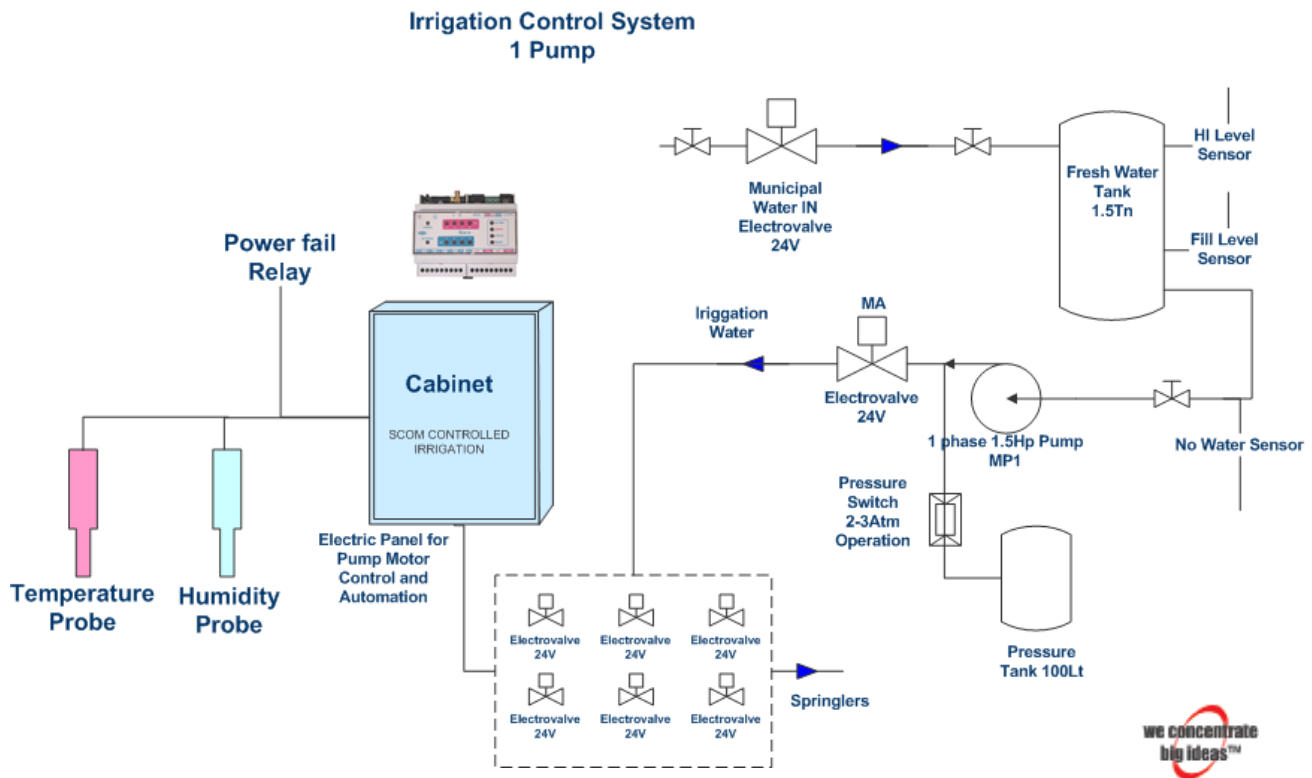 Irrigation Control System
1 Pump
HI Level
Sensor
Fresh Water
Tank
1.5Tn
Municipal
Water IN
Electrovalve
24V
Fill Level
Sensor
Power fail
Relay
MA
Iriggation
Water
Cabinet
SCOM CONTROLLED
IRRIGATION
Electrovalve
24V
1 phase 1.5Hp Pump
MP1
No Water Sensor
Pressure
Switch
2-3Atm
Operation
Electric Panel for
Pump Motor
Control and
Automation
Temperature
Probe
Humidity
Probe
Electrovalve
24V
Electrovalve
24V
Electrovalve
24V
Electrovalve
24V
Electrovalve
24V
Electrovalve
24V
Springlers
Pressure
Tank 100Lt
we concentrate
big ideas™